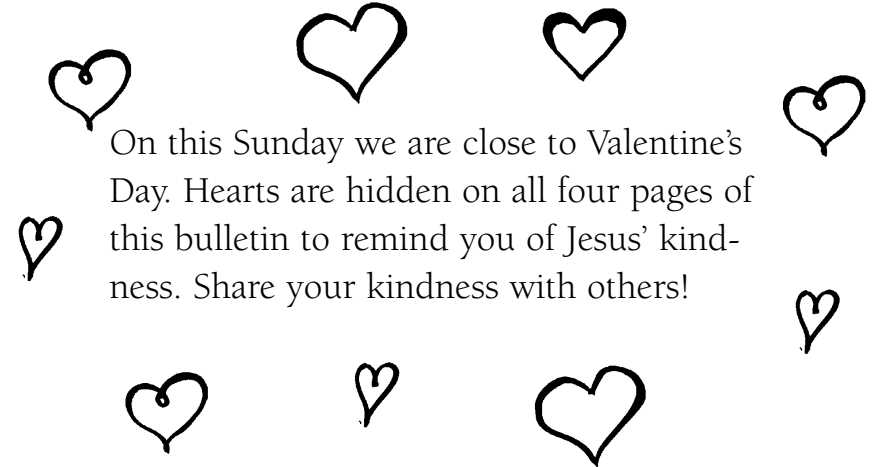 On this Sunday we are close to Valentine’s
Day. Hearts are hidden on all four pages of
this bulletin to remind you of Jesus’ kind-
ness. Share your kindness with others!